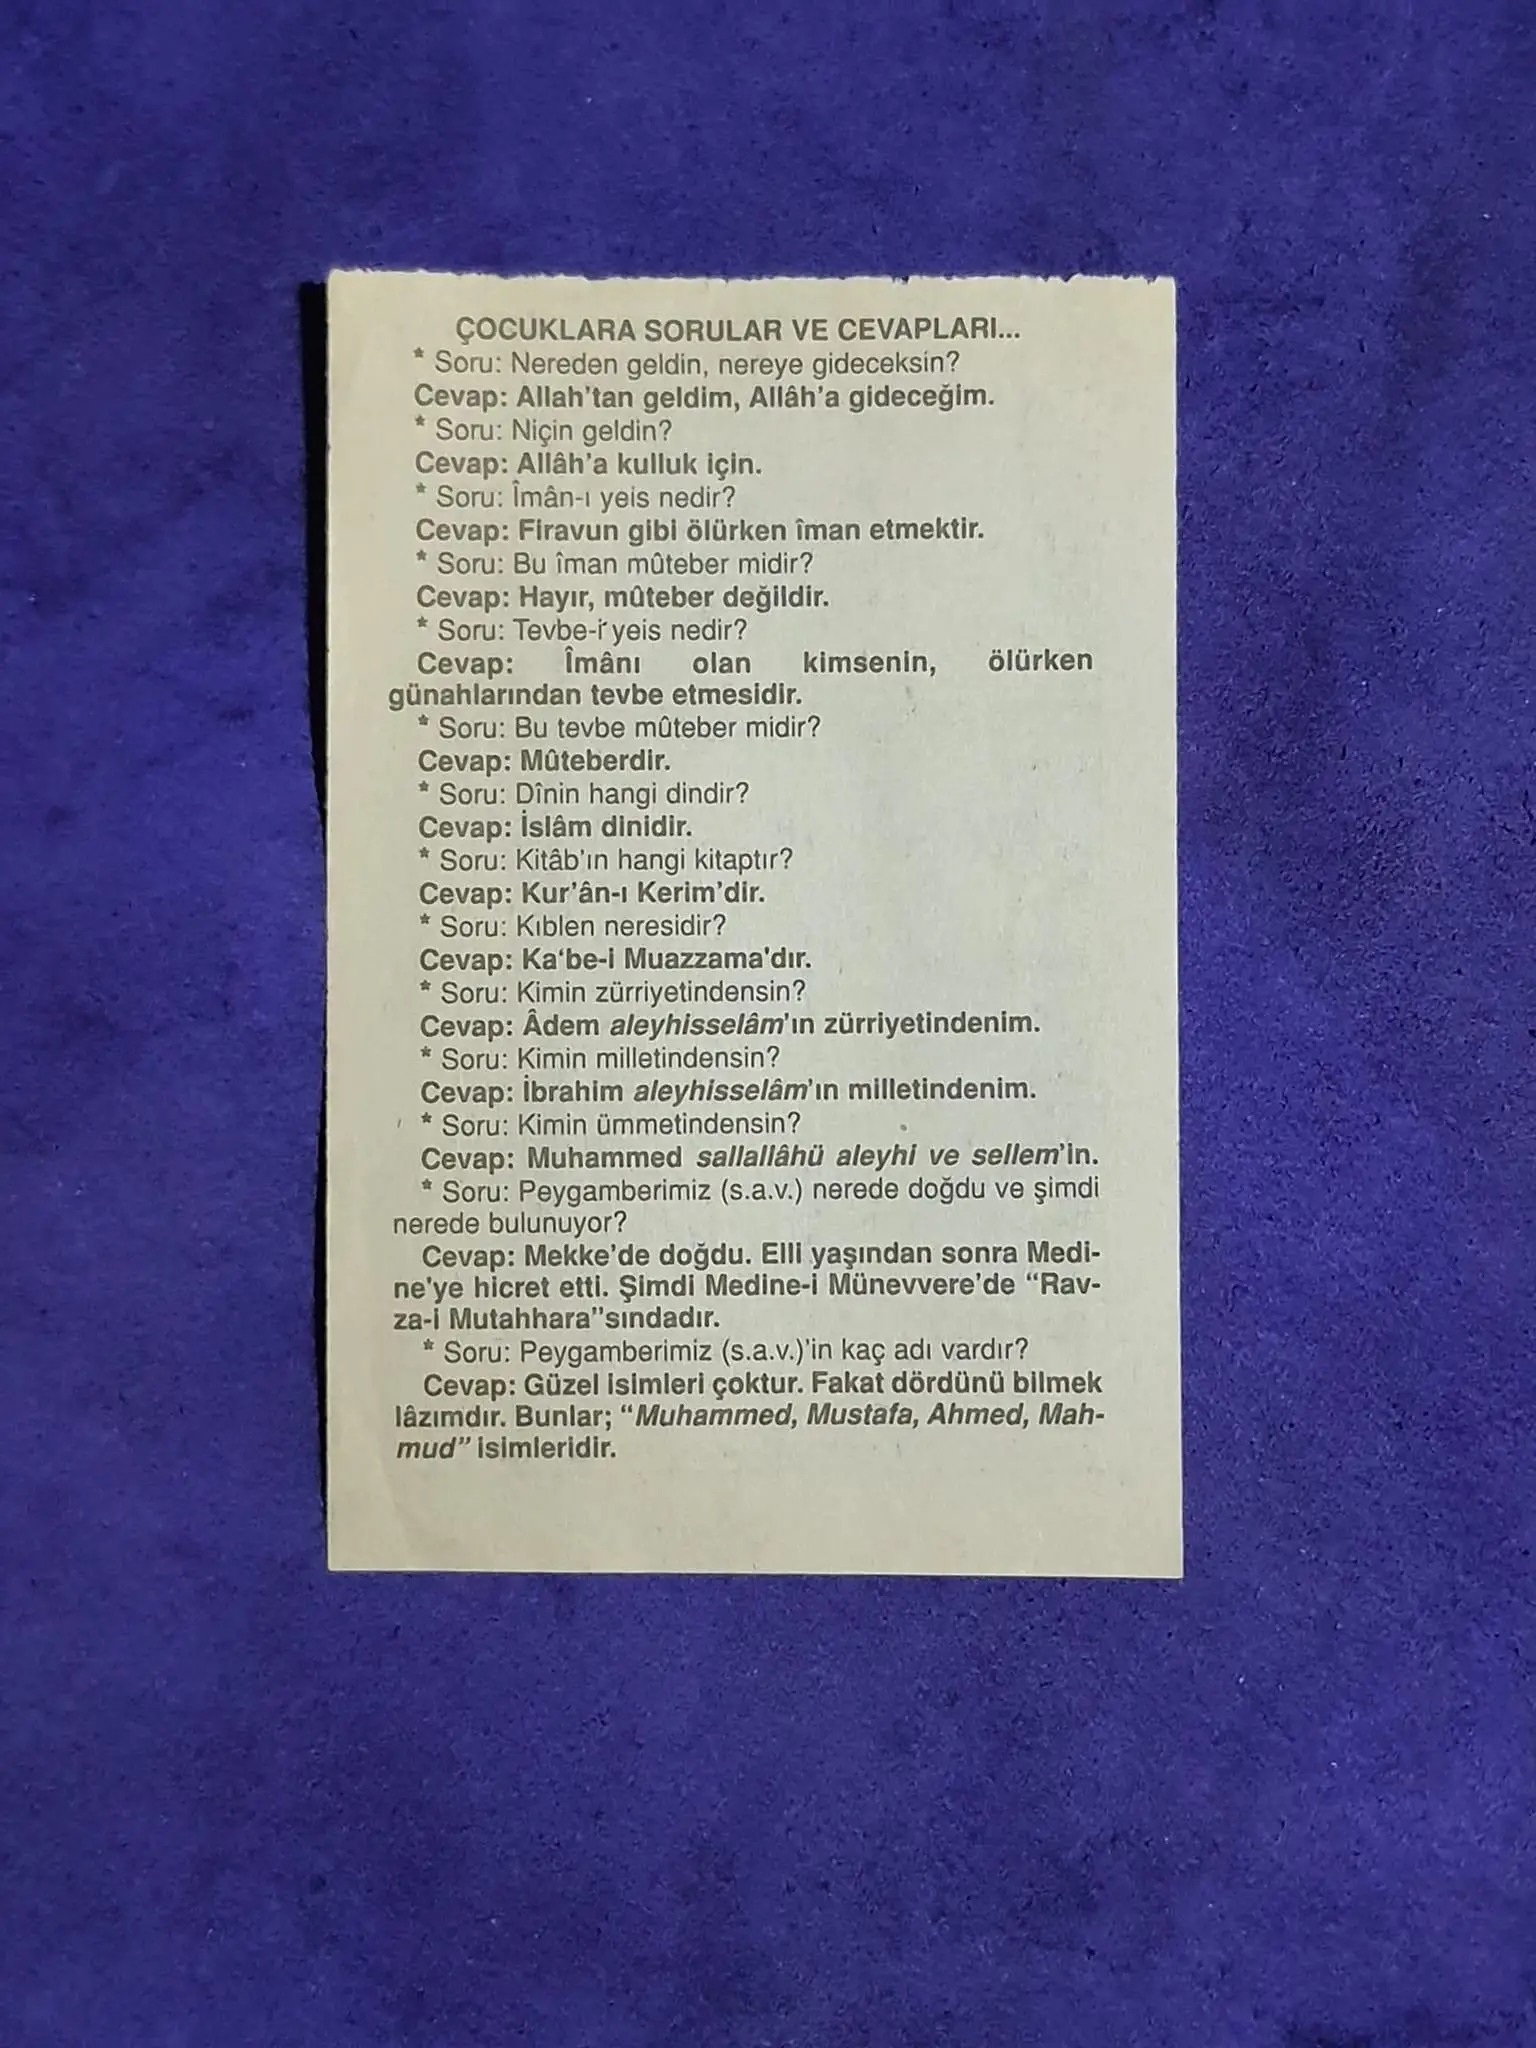 ÇOCUKLARA SORULAR VE CEVAPLARI...
* Soru: Nereden geldin, nereye gideceksin?
Cevap: Allah'tan geldim, Allâh'a gideceğim.
* Soru: Niçin geldin?
Cevap: Allâh'a kulluk için.
* Soru: Îmân-ı yeis nedir?
Cevap: Firavun gibi ölürken îman etmektir.
* Soru: Bu îman mûteber midir?
Cevap: Hayır, mûteber değildir.
* Soru: Tevbe-i yeis nedir?
Cevap: Îmânı olan kimsenin, ölürken
günahlarından tevbe etmesidir.
* Soru: Bu tevbe mûteber midir?
Cevap: Mûteberdir.
* Soru: Dînin hangi dindir?
Cevap: İslâm dinidir.
* Soru: Kitâb'ın hangi kitaptır?
Cevap: Kur'ân-ı Kerim'dir.
* Soru: Kıblen neresidir?
Cevap: Ka‘be-i Muazzama'dır.
* Soru: Kimin zürriyetindensin?
Cevap: Âdem aleyhisselâm'ın zürriyetindenim.
* Soru: Kimin milletindensin?
Cevap: İbrahim aleyhisselâm'ın milletindenim.
* Soru: Kimin ümmetindensin?
Cevap: Muhammed sallallâhü aleyhi ve sellem'in.
* Soru: Peygamberimiz (s.a.v.) nerede doğdu ve şimdi
nerede bulunuyor?
Cevap: Mekke'de doğdu. Elli yaşından sonra Medi-
ne'ye hicret etti. Şimdi Medine-i Münevvere'de “Rav-
za-i Mutahhara”sındadır.
* Soru: Peygamberimiz (s.a.v.)'in kaç adı vardır?
Cevap: Güzel isimleri çoktur. Fakat dördünü bilmek
lâzımdır. Bunlar; “Muhammed, Mustafa, Ahmed, Mah-
mud” isimleridir.